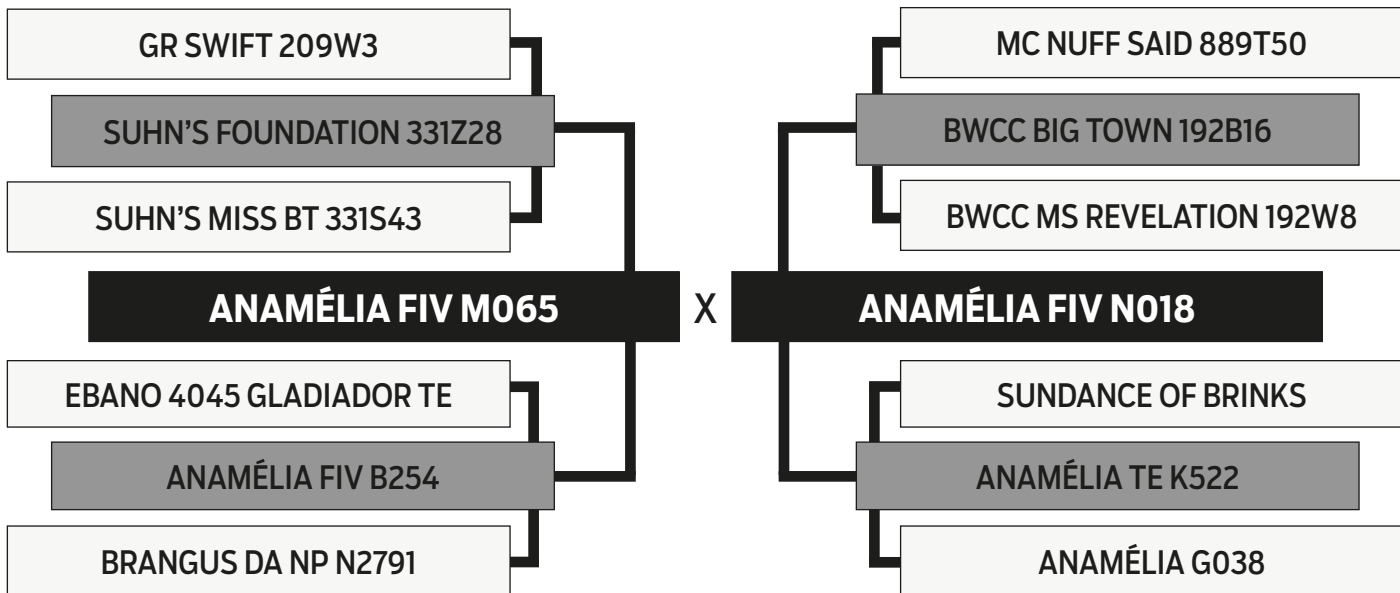 GR SWIFT 209W3
MC NUFF SAID 889T50
SUHN'S FOUNDATION 331Z28
BWCC BIG TOWN 192B16
SUHN'S MISS BT 331S43
BWCC MS REVELATION 192W8
ANAMÉLIA FIV M065 X ANAMÉLIA FIV N018
EBANO 4045 GLADIADOR TE
SUNDANCE OF BRINKS
ANAMÉLIA FIV B254
ANAMÉLIA TE K522
BRANGUS DA NP N2791
ANAMÉLIA G038